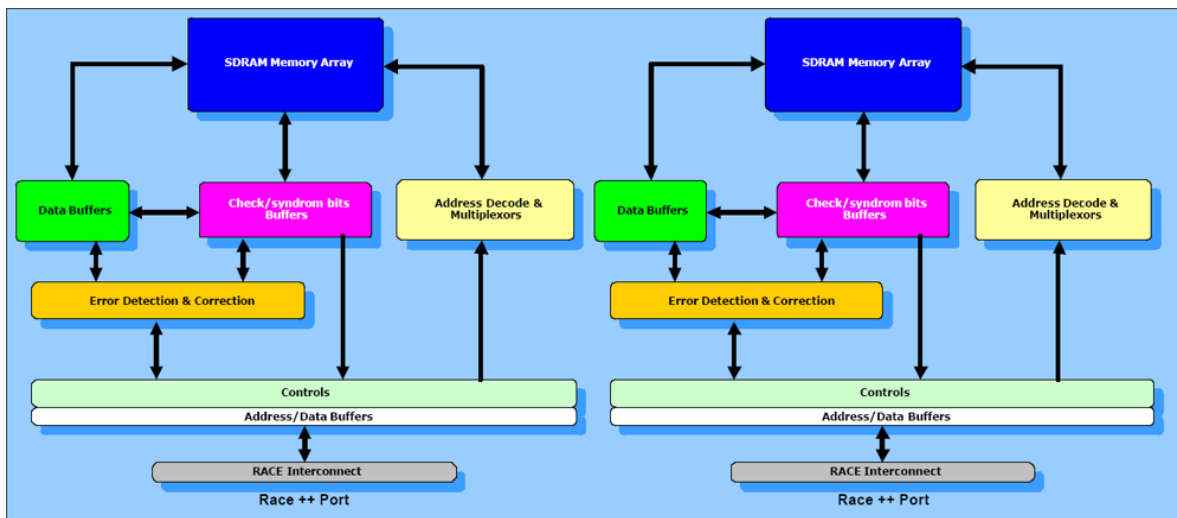 SDRAM Memory Array
Data Buffers
Check/syndrom bits
Buffers
Address Decode &
Multiplexors
Error Detection & Correction
Controls
Address/Data Buffers
RACE Interconnect
Race ++ Port
SDRAM Memory Array
Data Buffers
Check/syndrom bits
Buffers
Address Decode &
Multiplexors
Error Detection & Correction
Controls
Address/Data Buffers
RACE Interconnect
Race ++ Port